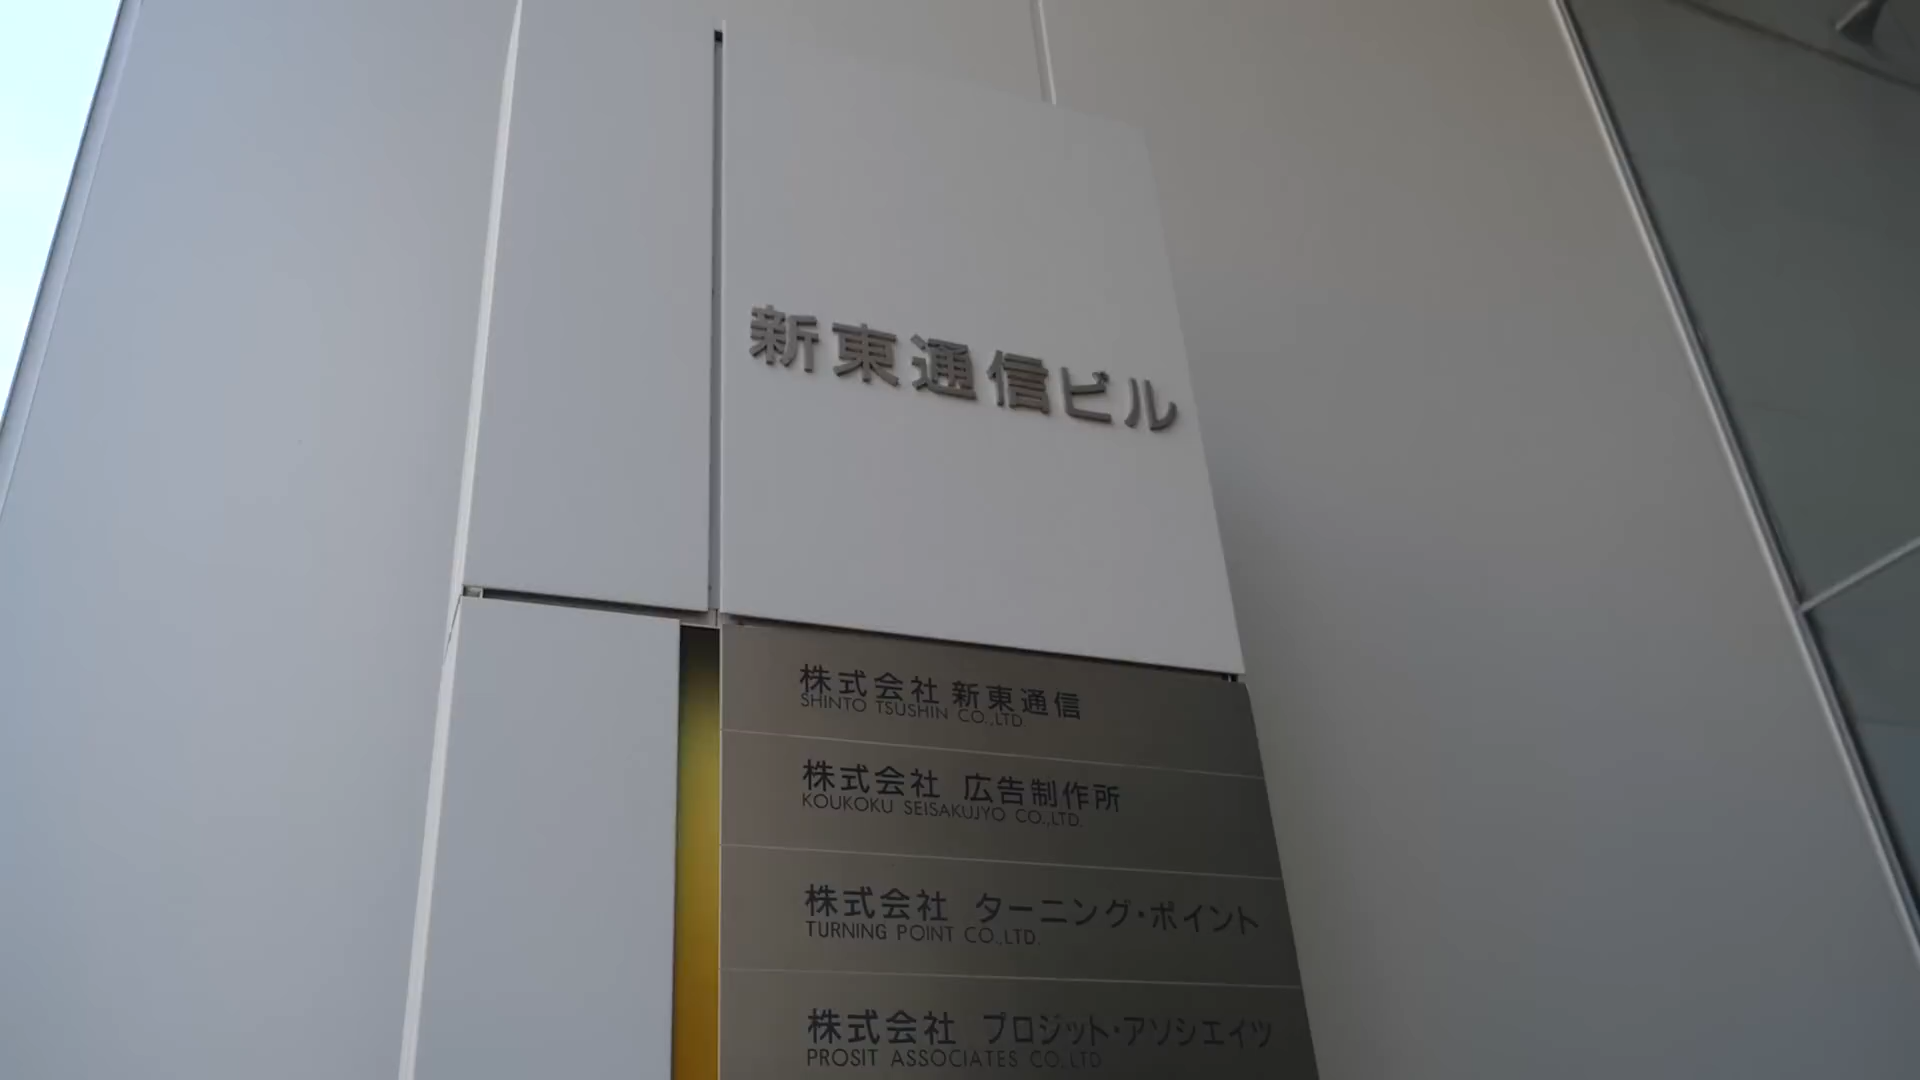 新東通信ビル
株式会社 新東通信
SHINTO TSUSHIN CO.,LTD.
株式会社 広告制作所
KOUKOKU SEISAKUJYO CO.,LTD.
株式会社 ターニング・ポイント
TURNING POINT CO.,LTD.
株式会社 プロジット・アソシエイツ
PROSIT ASSOCIATES CO.,LTD